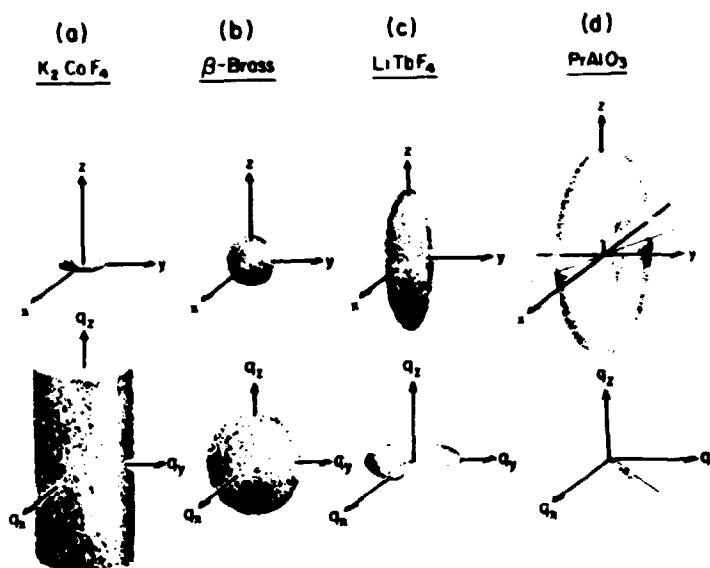 (a) (b) (c) (d)
K₂CoF₄ β-Brass LiTbF₄ PrAlO₃
z z z z
x y x y x y x y
q_z q_z q_z q_z
q_y q_y q_y q
q_x q_x q_x q_x